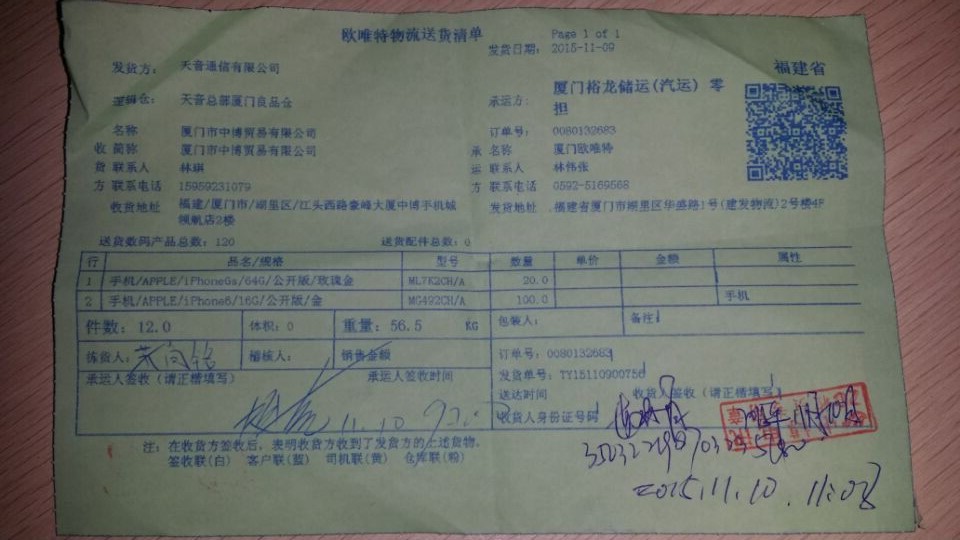 欧唯特物流送货清单
Page 1 of 1
发货日期: 2015-11-09
发货方: 天音通信有限公司
福建省
逻辑仓: 天音总部厦门良品仓
承运方: 厦门裕龙储运(汽运) 零担
名称 厦门市中博贸易有限公司
订单号: 0080132683
收 简称 厦门市中博贸易有限公司
承 名称 厦门欧唯特
货 联系人 林琪
运 联系人 林伟张
方 联系电话 15959231079
方 联系电话 0592-5169568
收货地址 福建/厦门市/湖里区/江头西路豪峰大厦中博手机城
领帆店2楼
发货地址 福建省厦门市湖里区华盛路1号(建发物流)2号楼4F
送货数码产品总数: 120
送货配件总数: 0
行 品名/规格 型号 数量 单价 金额 属性
1 手机/APPLE/iPhone6s/64G/公开版/玫瑰金 ML7K2CH/A 20.0
2 手机/APPLE/iPhone6/16G/公开版/金 MG492CH/A 100.0 手机
件数: 12.0 体积: 0 重量: 56.5 KG 包装人: 备注:
拣货人: 稽核人: 销售金额
订单号: 0080132683
承运人签收(请正楷填写) 承运人签收时间
发货单号: TY15110900756
送达时间 收货人签收(请正楷填写)
收货人身份证号码
11.10
注: 在收货方签收后, 表明收货方收到了发货方的上述货物。
签收联(白) 客户联(蓝) 司机联(黄) 仓库联(粉)
2015.11.10.